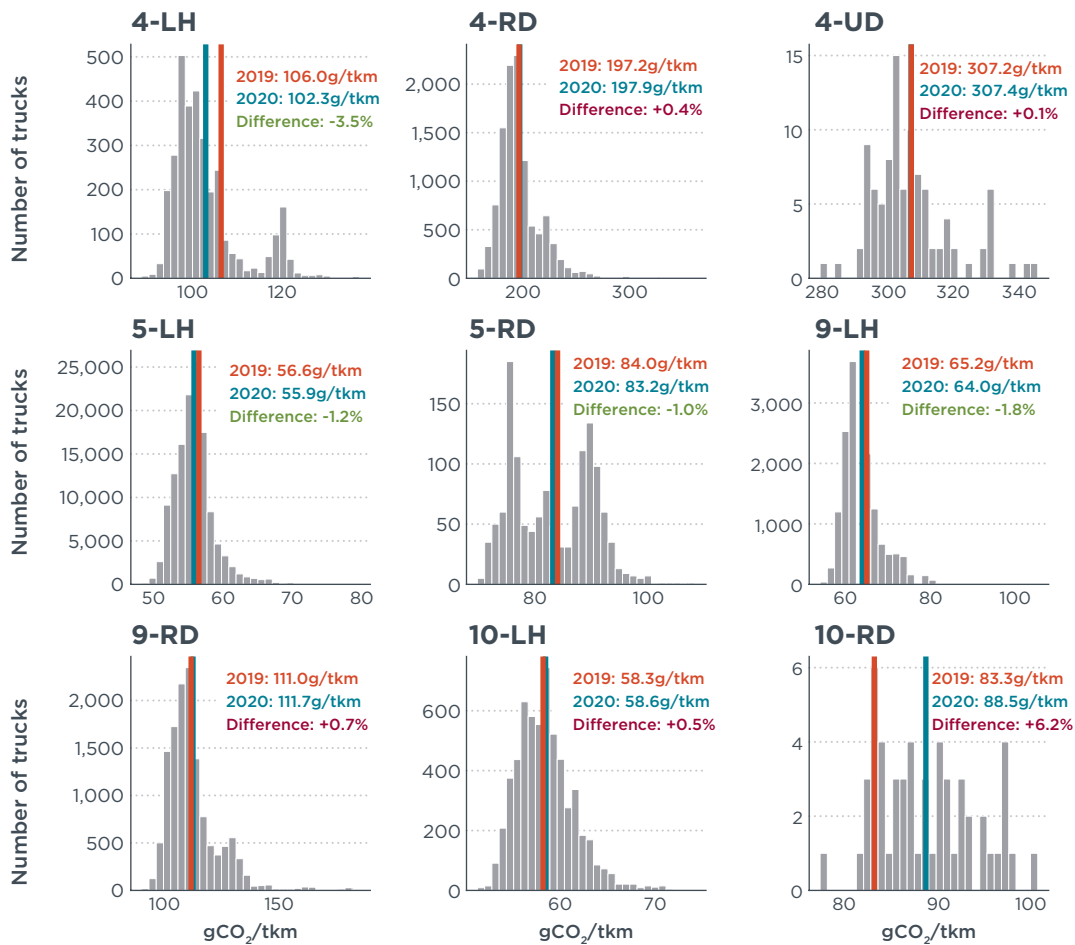 4-LH
Number of trucks
500
400
300
200
100
0
100
120
2019: 106.0g/tkm
2020: 102.3g/tkm
Difference: -3.5%
4-RD
2,000
1,500
1,000
500
0
200
300
2019: 197.2g/tkm
2020: 197.9g/tkm
Difference: +0.4%
4-UD
15
10
5
0
280
300
320
340
2019: 307.2g/tkm
2020: 307.4g/tkm
Difference: +0.1%
5-LH
Number of trucks
25,000
20,000
15,000
10,000
5,000
0
50
60
70
80
2019: 56.6g/tkm
2020: 55.9g/tkm
Difference: -1.2%
5-RD
150
100
50
0
80
100
2019: 84.0g/tkm
2020: 83.2g/tkm
Difference: -1.0%
9-LH
3,000
2,000
1,000
0
60
80
100
2019: 65.2g/tkm
2020: 64.0g/tkm
Difference: -1.8%
9-RD
Number of trucks
2,000
1,500
1,000
500
0
100
150
gCO₂/tkm
2019: 111.0g/tkm
2020: 111.7g/tkm
Difference: +0.7%
10-LH
600
400
200
0
60
70
gCO₂/tkm
2019: 58.3g/tkm
2020: 58.6g/tkm
Difference: +0.5%
10-RD
6
4
2
0
80
90
100
gCO₂/tkm
2019: 83.3g/tkm
2020: 88.5g/tkm
Difference: +6.2%